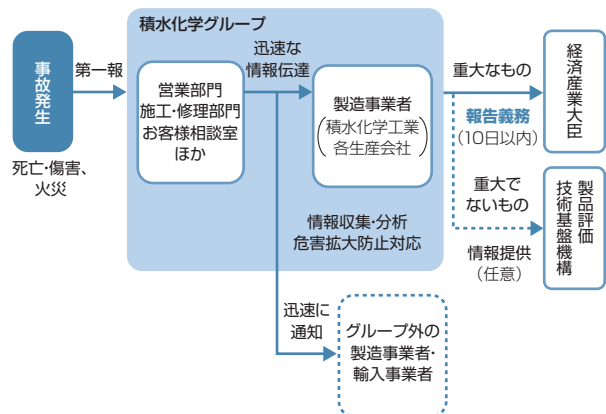 積水化学グループ
事故発生
第一報
死亡・傷害、
火災
営業部門
施工・修理部門
お客様相談室
ほか
迅速な
情報伝達
製造事業者
(積水化学工業
各生産会社)
情報収集・分析
危害拡大防止対応
重大なもの
報告義務
(10日以内)
経済産業大臣
重大で
ないもの
情報提供
(任意)
製品評価
技術基盤機構
迅速に
通知
グループ外の
製造事業者・
輸入事業者